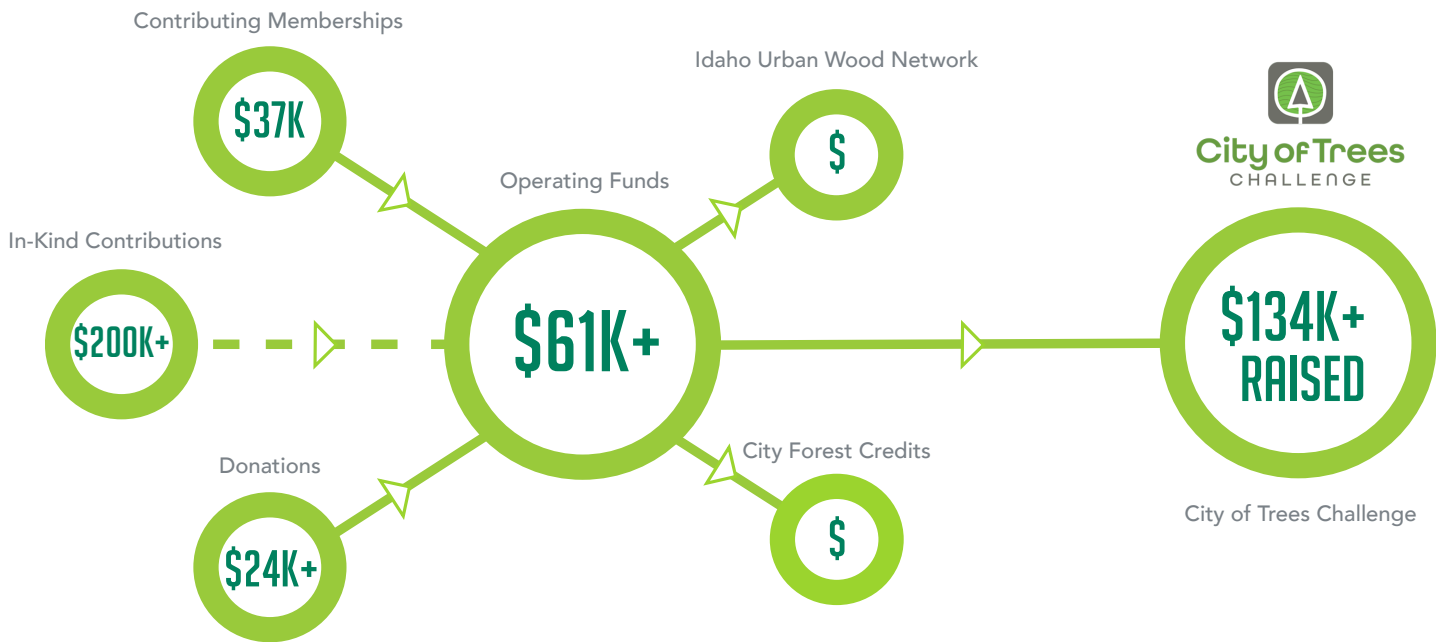 Contributing Memberships
$37K
Idaho Urban Wood Network
$
City of Trees
CHALLENGE
Operating Funds
$61K+
In-Kind Contributions
$200K+
$134K+
RAISED
Donations
$24K+
City Forest Credits
$
City of Trees Challenge